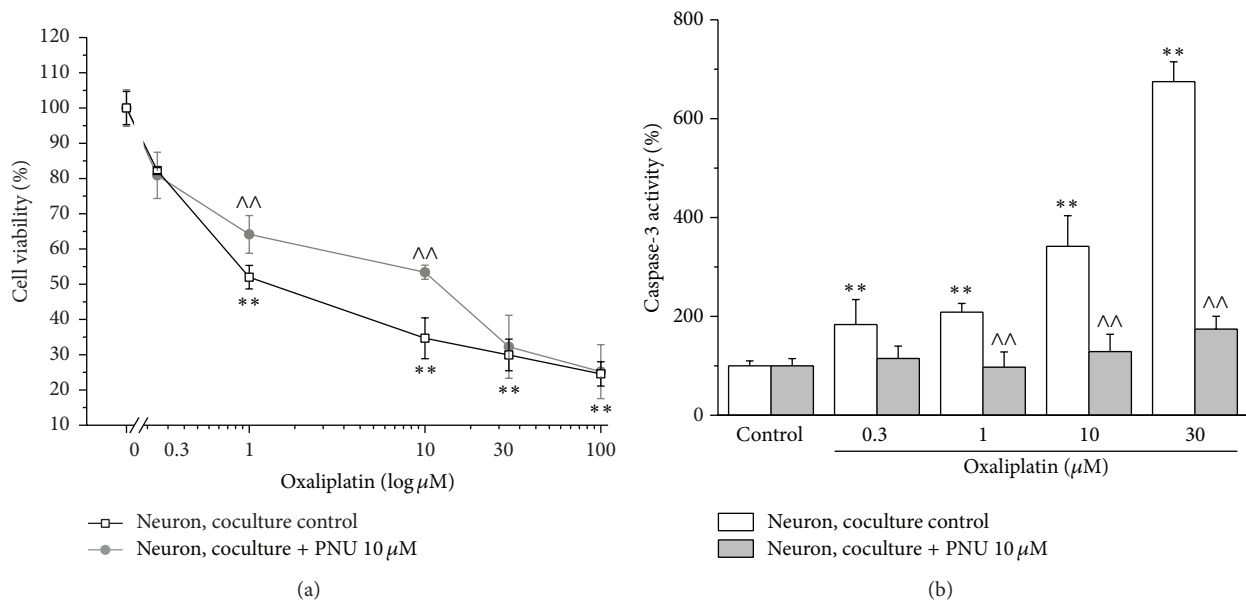 120
110
100
90
80
70
60
50
40
30
20
10
Cell viability (%)
^^
^^
**
**
**
**
0 0.3 1 10 30 100
Oxaliplatin (log μM)
Neuron, coculture control
Neuron, coculture + PNU 10 μM
(a)
800
600
400
200
0
Caspase-3 activity (%)
**
**
**
**
^^
^^
^^
Control 0.3 1 10 30
Oxaliplatin (μM)
Neuron, coculture control
Neuron, coculture + PNU 10 μM
(b)